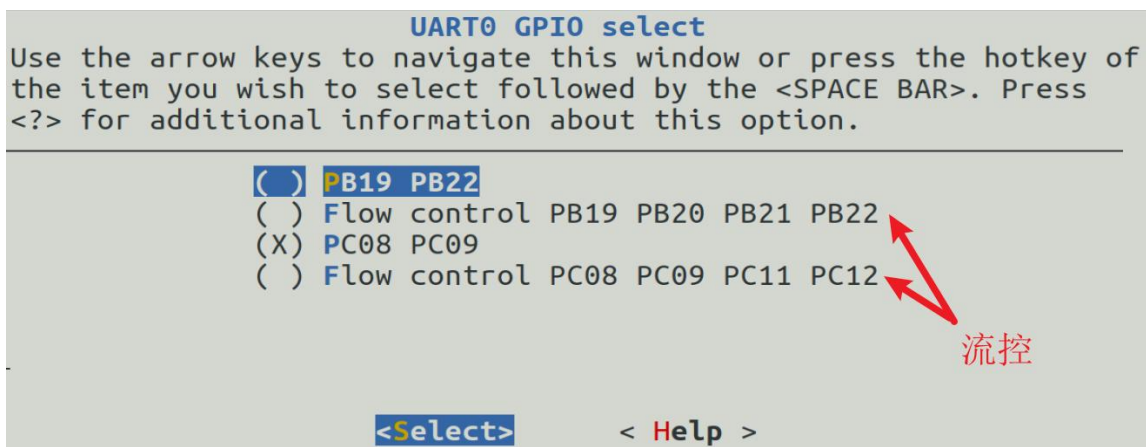 UART0 GPIO select
Use the arrow keys to navigate this window or press the hotkey of
the item you wish to select followed by the <SPACE BAR>. Press
<?> for additional information about this option.
( ) PB19 PB22
( ) Flow control PB19 PB20 PB21 PB22
(X) PC08 PC09
( ) Flow control PC08 PC09 PC11 PC12
流控
<Select> < Help >